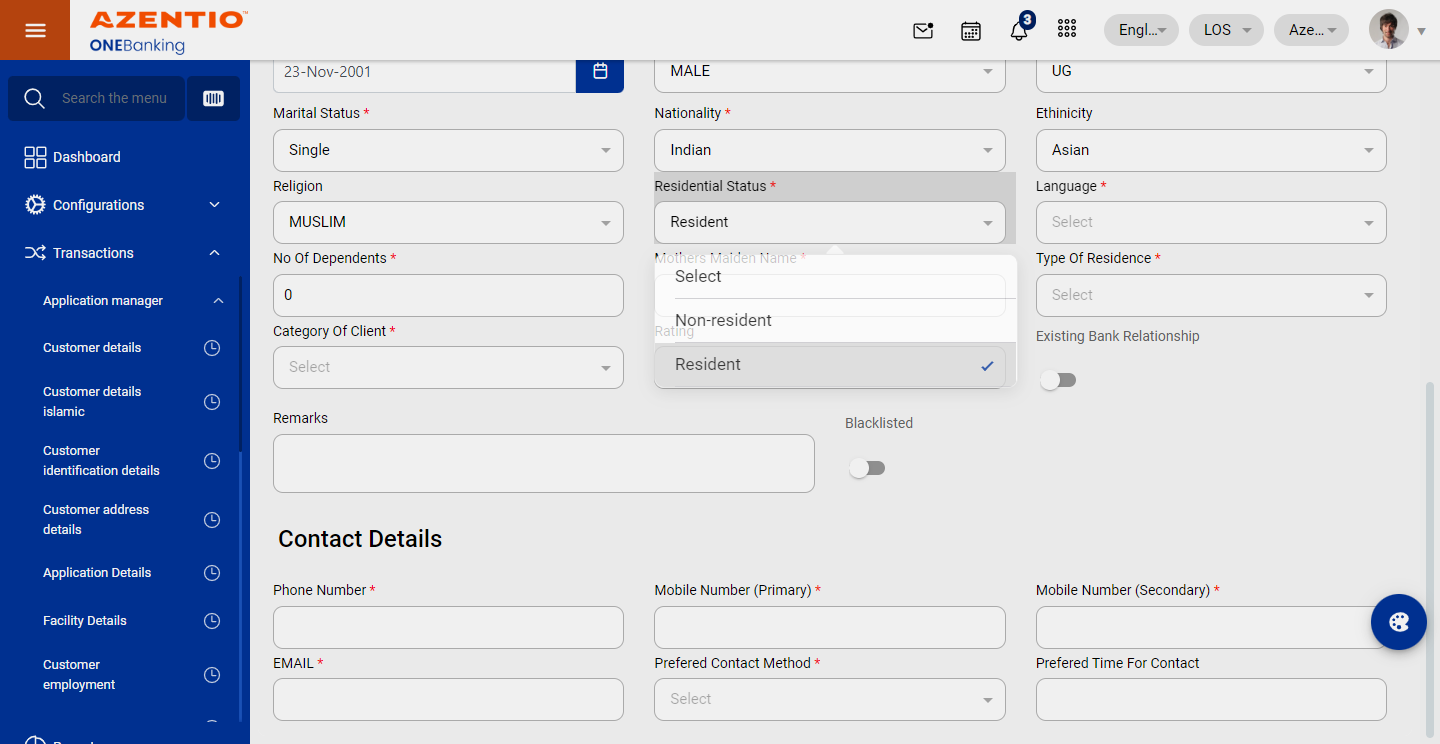 AZENTIO™
ONEBanking
3
Engl...
LOS
Aze...
Search the menu
Dashboard
Configurations
Transactions
Application manager
Customer details
Customer details
islamic
Customer
identification details
Customer address
details
Application Details
Facility Details
Customer
employment
23-Nov-2001
MALE
UG
Marital Status *
Nationality *
Ethinicity
Single
Indian
Asian
Religion
Residential Status *
Language *
MUSLIM
Resident
Select
No Of Dependents *
Mothers Maiden Name *
Type Of Residence *
0
Select
Select
Category Of Client *
Non-resident
Rating
Existing Bank Relationship
Select
Resident
Remarks
Blacklisted
Contact Details
Phone Number *
Mobile Number (Primary) *
Mobile Number (Secondary) *
EMAIL *
Prefered Contact Method *
Prefered Time For Contact
Select